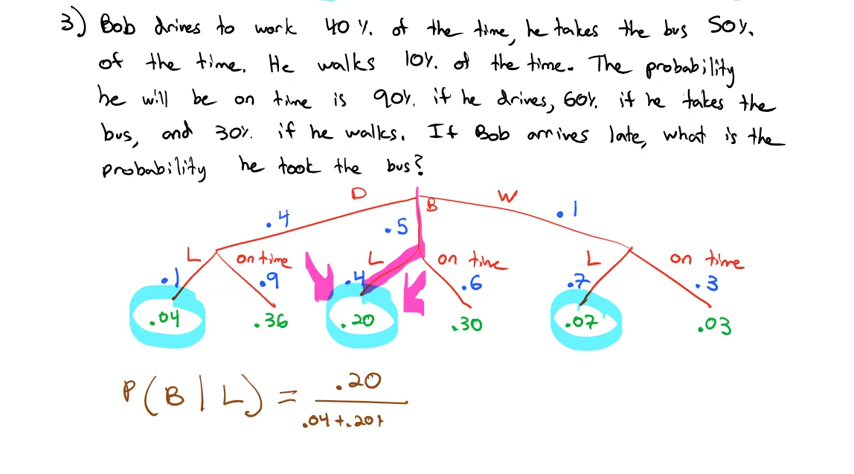 3) Bob drives to work 40%. of the time, he takes the bus 50%.
of the time. He walks 10%. of the time. The probability
he will be on time is 90%. if he drives, 60%. if he takes the
bus, and 30%. if he walks. If Bob arrives late, what is the
probability he took the bus?
D B W
.4 .5 .1
L on time L on time L on time
.1 .9 .4 .6 .7 .3
.04 .36 .20 .30 .07 .03
P(B|L) = .20
.04+.20+